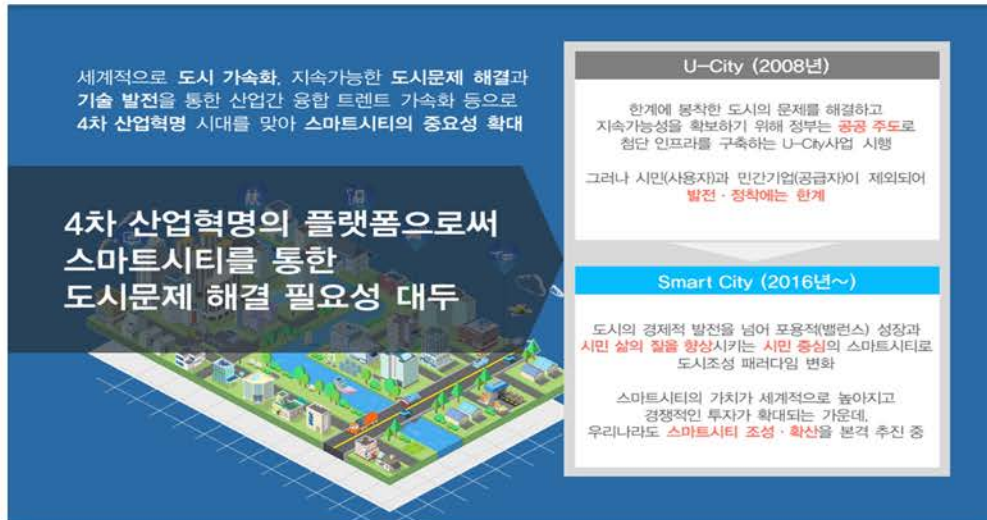 세계적으로 도시 가속화, 지속가능한 도시문제 해결과
기술 발전을 통한 산업간 융합 트렌트 가속화 등으로
4차 산업혁명 시대를 맞아 스마트시티의 중요성 확대
4차 산업혁명의 플랫폼으로써
스마트시티를 통한
도시문제 해결 필요성 대두
U-City (2008년)
한계에 봉착한 도시의 문제를 해결하고
지속가능성을 확보하기 위해 정부는 공공 주도로
첨단 인프라를 구축하는 U-City사업 시행
그러나 시민(사용자)과 민간기업(공급자)이 제외되어
발전 · 정착에는 한계
Smart City (2016년~)
도시의 경제적 발전을 넘어 포용적(밸런스) 성장과
시민 삶의 질을 향상시키는 시민 중심의 스마트시티로
도시조성 패러다임 변화
스마트시티의 가치가 세계적으로 높아지고
경쟁적인 투자가 확대되는 가운데,
우리나라도 스마트시티 조성 · 확산을 본격 추진 중